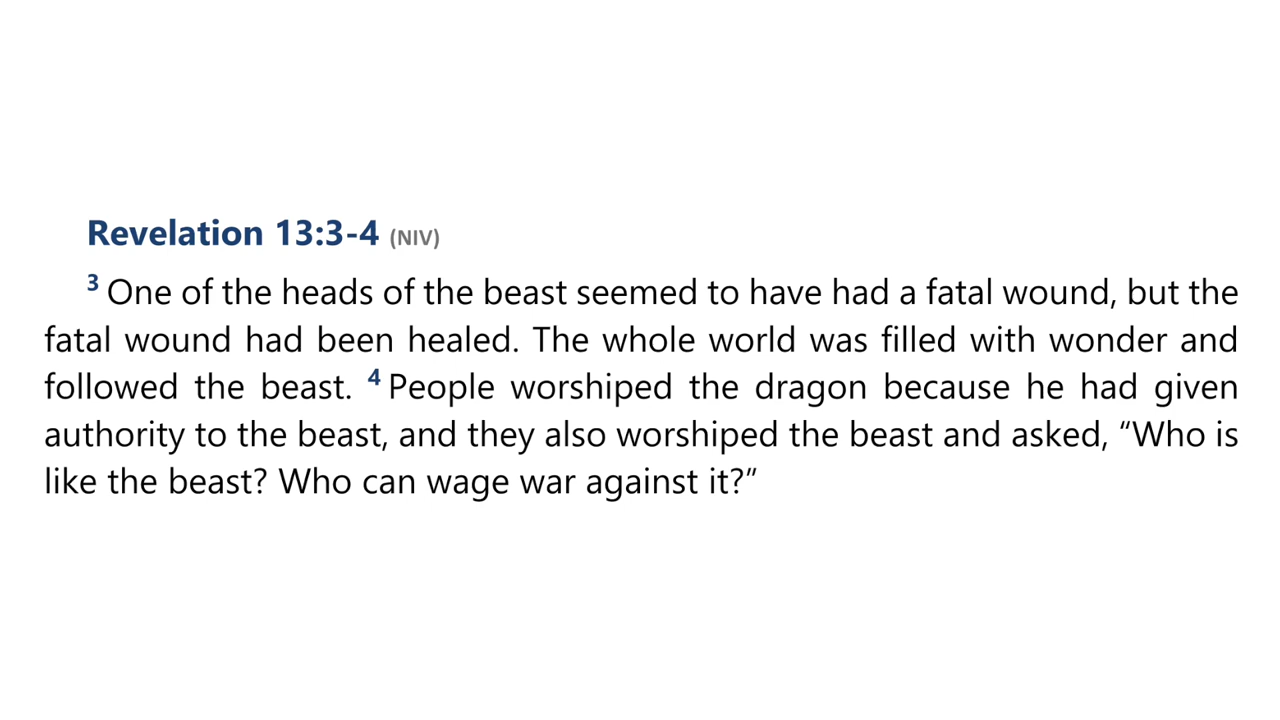 Revelation 13:3-4 (NIV)
3 One of the heads of the beast seemed to have had a fatal wound, but the
fatal wound had been healed. The whole world was filled with wonder and
followed the beast. 4 People worshiped the dragon because he had given
authority to the beast, and they also worshiped the beast and asked, “Who is
like the beast? Who can wage war against it?”